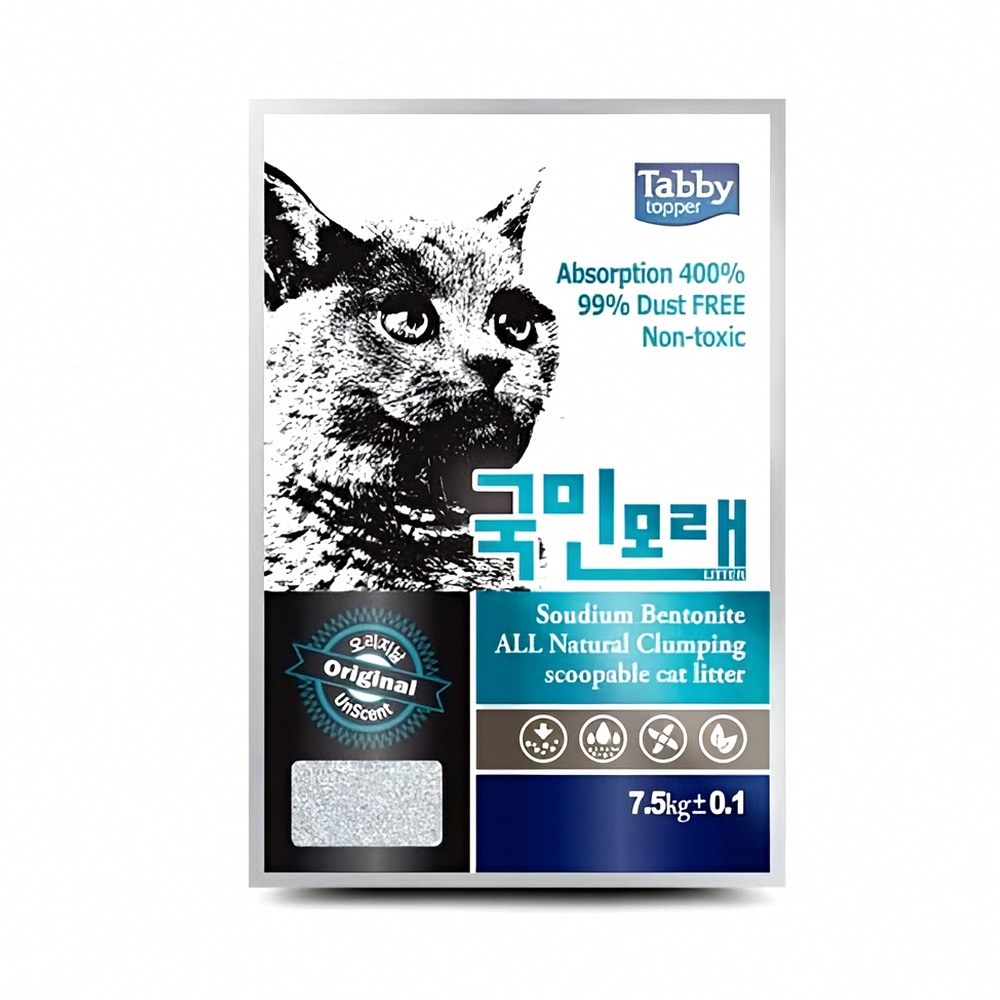 Tabby
topper
Absorption 400%
99% Dust FREE
Non-toxic
국민모래
LITTER
Soudium Bentonite
ALL Natural Clumping
scoopable cat litter
오리지널
Original
UnScent
7.5kg±0.1